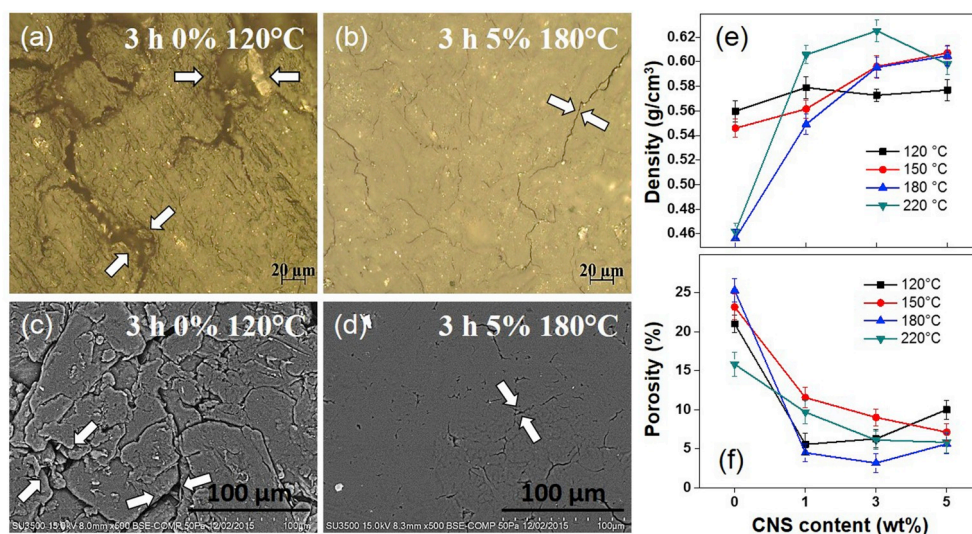 (a) 3 h 0% 120°C
20 µm
(b) 3 h 5% 180°C
20 µm
(c) 3 h 0% 120°C
100 µm
SU3500 15.0kV 8.0mm x500 BSE-COMP 50Pa 12/02/2015 100µm
(d) 3 h 5% 180°C
100 µm
SU3500 15.0kV 8.3mm x500 BSE-COMP 50Pa 12/02/2015 100µm
(e)
Density (g/cm³)
0.62
0.60
0.58
0.56
0.54
0.52
0.50
0.48
0.46
120 °C
150 °C
180 °C
220 °C
(f)
Porosity (%)
25
20
15
10
5
0
120°C
150°C
180°C
220°C
0 1 3 5
CNS content (wt%)